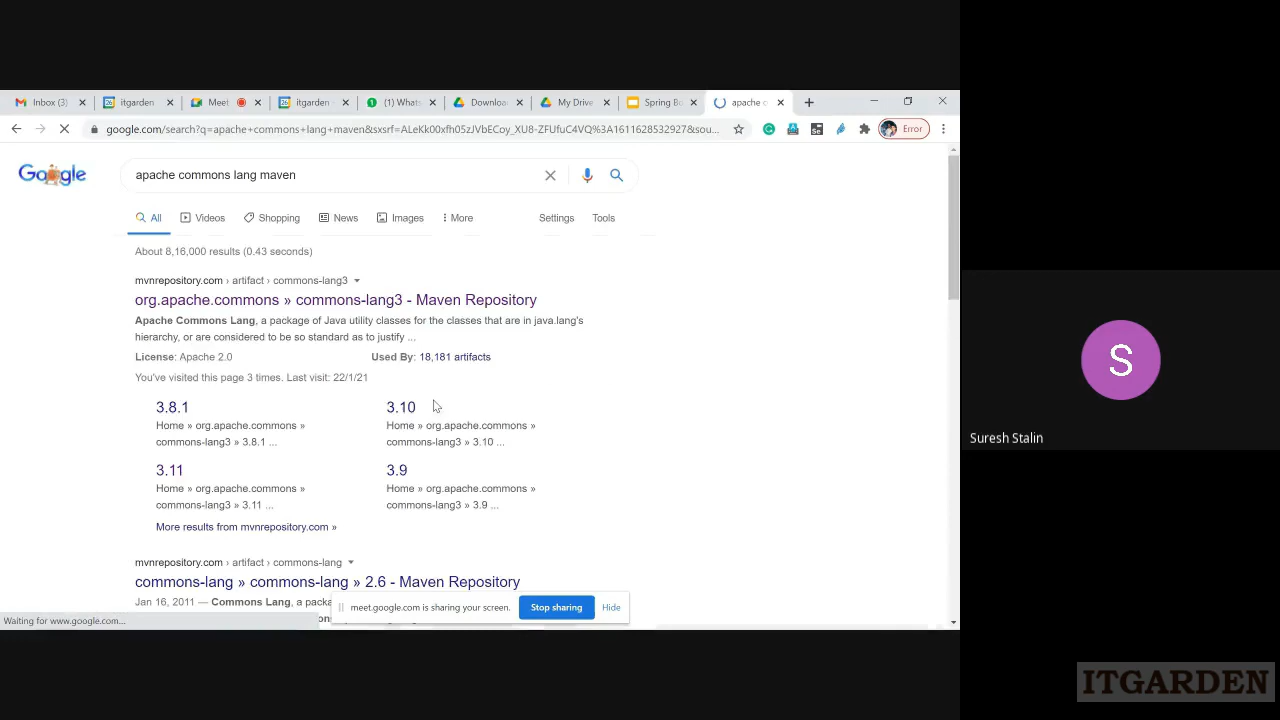 Inbox (3)
itgarden
Meet
itgarden
(1) Whats
Downloa
My Drive
Spring Bo
apache c
google.com/search?q=apache+commons+lang+maven&sxsrf=ALeKk00xfh05zJVbECoy_XU8-ZFUfuC4VQ%3A1611628532927&sou...
Error
Google
apache commons lang maven
All
Videos
Shopping
News
Images
More
Settings
Tools
About 8,16,000 results (0.43 seconds)
mvnrepository.com › artifact › commons-lang3
org.apache.commons » commons-lang3 - Maven Repository
Apache Commons Lang, a package of Java utility classes for the classes that are in java.lang's
hierarchy, or are considered to be so standard as to justify ...
License: Apache 2.0
Used By: 18,181 artifacts
You've visited this page 3 times. Last visit: 22/1/21
3.8.1
Home » org.apache.commons »
commons-lang3 » 3.8.1 ...
3.10
Home » org.apache.commons »
commons-lang3 » 3.10 ...
3.11
Home » org.apache.commons »
commons-lang3 » 3.11 ...
3.9
Home » org.apache.commons »
commons-lang3 » 3.9 ...
More results from mvnrepository.com »
mvnrepository.com › artifact › commons-lang
commons-lang » commons-lang » 2.6 - Maven Repository
Jan 16, 2011 — Commons Lang, a packa
meet.google.com is sharing your screen.
Stop sharing
Hide
Waiting for www.google.com...
S
Suresh Stalin
ITGARDEN